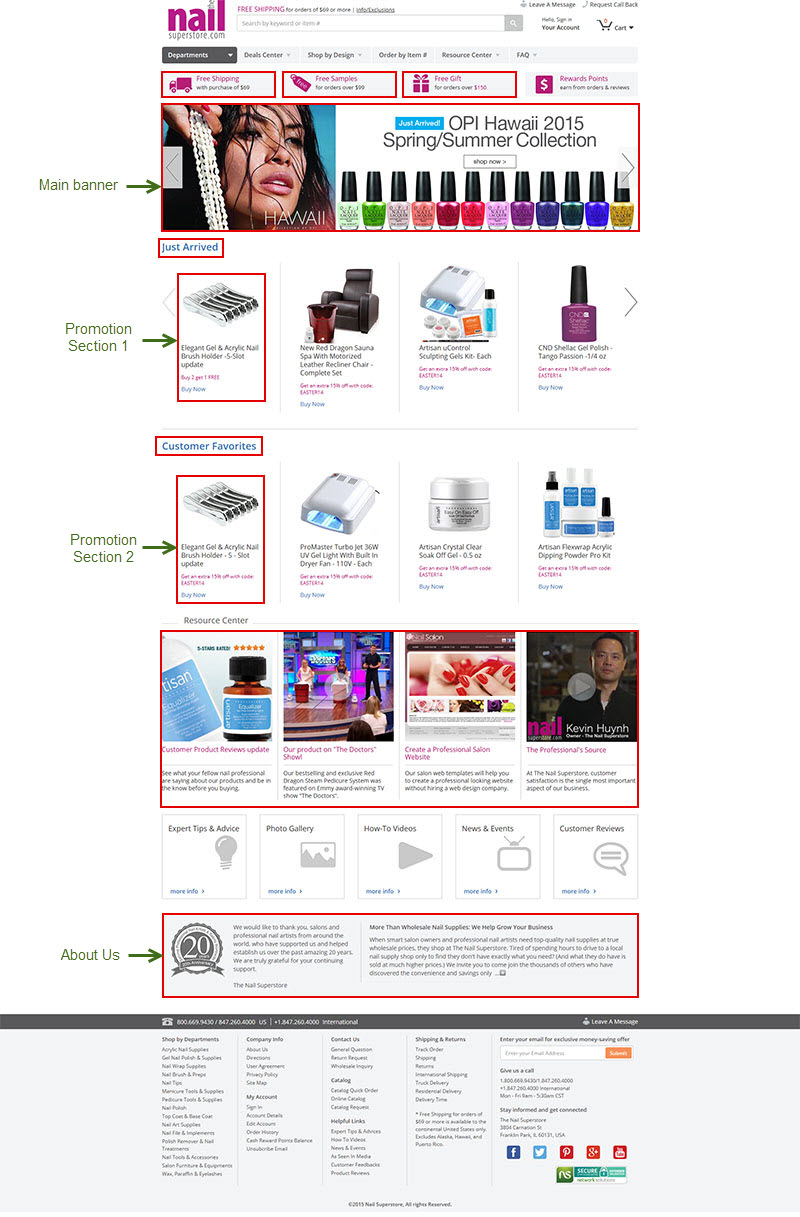 nail
the
superstore.com
FREE SHIPPING for orders of $69 or more | Info/Exclusions
Leave A Message
Request Call Back
Search by keyword or item #
Hello, Sign in
Your Account
0
Cart
Departments
Deals Center
Shop by Design
Order by Item #
Resource Center
FAQ
Free Shipping
with purchase of $69
Free Samples
for orders over $99
Free Gift
for orders over $150
Rewards Points
earn from orders & reviews
Main banner
HAWAII
Just Arrived!
OPI Hawaii 2015
Spring/Summer Collection
shop now >
Just Arrived
Promotion
Section 1
Elegant Gel & Acrylic Nail
Brush Holder -5-Slot
update
Buy 2 get 1 FREE
Buy Now
New Red Dragon Sauna
Spa With Motorized
Leather Recliner Chair -
Complete Set
Get an extra 15% off with code:
EASTER14
Buy Now
Artisan uControl
Sculpting Gels Kit- Each
Get an extra 15% off with code:
EASTER14
Buy Now
CND Shellac Gel Polish -
Tango Passion -1/4 oz
Get an extra 15% off with code:
EASTER14
Buy Now
Customer Favorites
Promotion
Section 2
Elegant Gel & Acrylic Nail
Brush Holder - 5 - Slot
update
Get an extra 15% off with code:
EASTER14
Buy Now
ProMaster Turbo Jet 36W
UV Gel Light With Built In
Dryer Fan - 110V - Each
Get an extra 15% off with code:
EASTER14
Buy Now
Artisan Crystal Clear
Soak Off Gel - 0.5 oz
Get an extra 15% off with code:
EASTER14
Buy Now
Artisan Flexwrap Acrylic
Dipping Powder Pro Kit
Get an extra 15% off with code:
EASTER14
Buy Now
Resource Center
5-STARS RATED!
artisan
Equalizer
Nail Salon
nail
superstore.com
Kevin Huynh
Owner - The Nail Superstore
Customer Product Reviews update
See what your fellow nail professional
are saying about our products and be in
the know before you buying.
Our product on "The Doctors"
Show!
Our bestselling and exclusive Red
Dragon Steam Pedicure System was
featured on Emmy award-winning TV
show "The Doctors".
Create a Professional Salon
Website
Our salon web templates will help you
to create a professional looking website
without hiring a web design company.
The Professional's Source
At The Nail Superstore, customer
satisfaction is the single most important
aspect of our business.
Expert Tips & Advice
more info >
Photo Gallery
more info >
How-To Videos
more info >
News & Events
more info >
Customer Reviews
more info >
About Us
20
We would like to thank you, salons and
professional nail artists from around the
world, who have supported us and helped
establish us over the past amazing 20 years.
We are truly grateful for your continuing
support.
The Nail Superstore
More Than Wholesale Nail Supplies: We Help Grow Your Business
When smart salon owners and professional nail artists need top-quality nail supplies at true
wholesale prices, they shop at The Nail Superstore. Tired of spending hours to drive to a local
nail supply shop only to find they don't have exactly what you need? (And what they do have is
sold at much higher prices.) We invite you to come join the thousands of others who have
discovered the convenience and savings only ...
800.669.9430 / 847.260.4000 US | +1.847.260.4000 International
Leave A Message
Shop by Departments
Acrylic Nail Supplies
Gel Nail Polish & Supplies
Nail Wrap Supplies
Nail Brush & Preps
Nail Tips
Manicure Tools & Supplies
Pedicure Tools & Supplies
Nail Polish
Top Coat & Base Coat
Nail Art Supplies
Nail File & Implements
Polish Remover & Nail
Treatments
Nail Tools & Accessories
Salon Furniture & Equipments
Wax, Paraffin & Eyelashes
Company Info
About Us
Directions
User Agreement
Privacy Policy
Site Map
My Account
Sign In
Account Details
Edit Account
Order History
Cash Reward Points Balance
Unsubscribe Email
Contact Us
General Question
Return Request
Wholesale Inquiry
Catalog
Catalog Quick Order
Online Catalog
Catalog Request
Helpful Links
Expert Tips & Advices
How To Videos
News & Events
As Seen In Media
Customer Feedbacks
Product Reviews
Shipping & Returns
Track Order
Shipping
Returns
International Shipping
Truck Delivery
Residential Delivery
Delivery Time
* Free Shipping for orders of
$69 or more is available to the
continental United States only.
Excludes Alaska, Hawaii, and
Puerto Rico.
Enter your email for exclusive money-saving offer
Enter your Email Address
Submit
Give us a call
1.800.669.9430/1.847.260.4000
+1.847.260.4000 International
Mon - Fri 9am - 5:30am CST
Stay informed and get connected
The Nail Superstore
3804 Carnation St
Franklin Park, IL 60131, USA
SECURE
networksolutions
©2015 Nail Superstore, All rights Reserved.